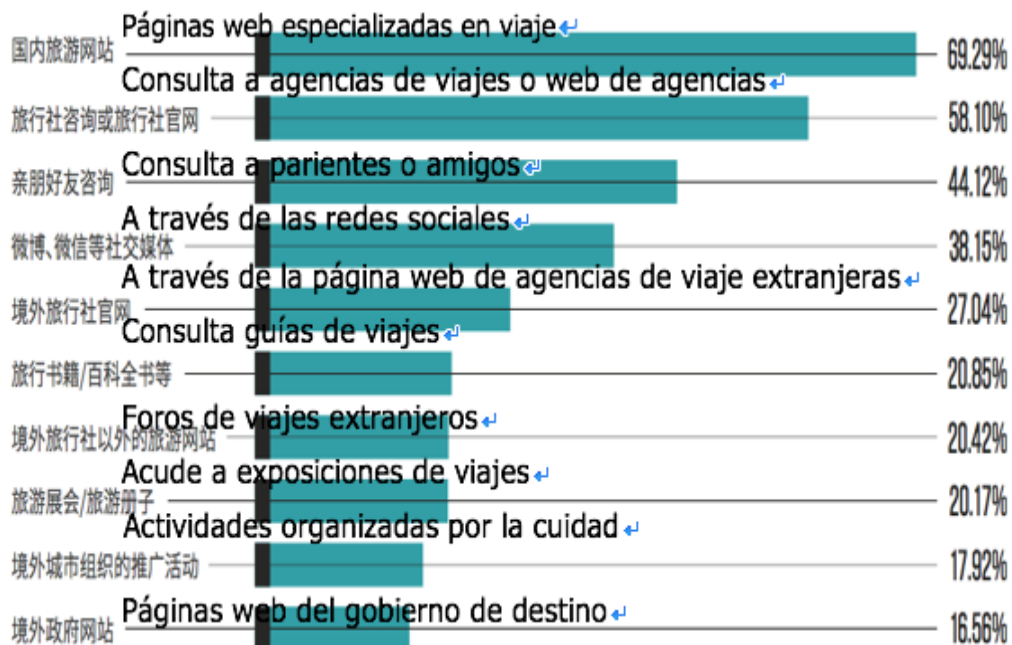 Páginas web especializadas en viaje
国内旅游网站 69.29%
Consulta a agencias de viajes o web de agencias
旅行社咨询或旅行社官网 58.10%
Consulta a parientes o amigos
亲朋好友咨询 44.12%
A través de las redes sociales
微博、微信等社交媒体 38.15%
A través de la página web de agencias de viaje extranjeras
境外旅行社官网 27.04%
Consulta guías de viajes
旅行书籍/百科全书等 20.85%
Foros de viajes extranjeros
境外旅行社以外的旅游网站 20.42%
Acude a exposiciones de viajes
旅游展会/旅游册子 20.17%
Actividades organizadas por la cuidad
境外城市组织的推广活动 17.92%
Páginas web del gobierno de destino
境外政府网站 16.56%